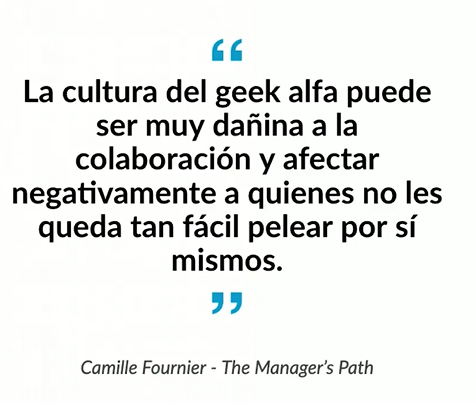 “
La cultura del geek alfa puede
ser muy dañina a la
colaboración y afectar
negativamente a quienes no les
queda tan fácil pelear por sí
mismos.
”
Camille Fournier - The Manager’s Path